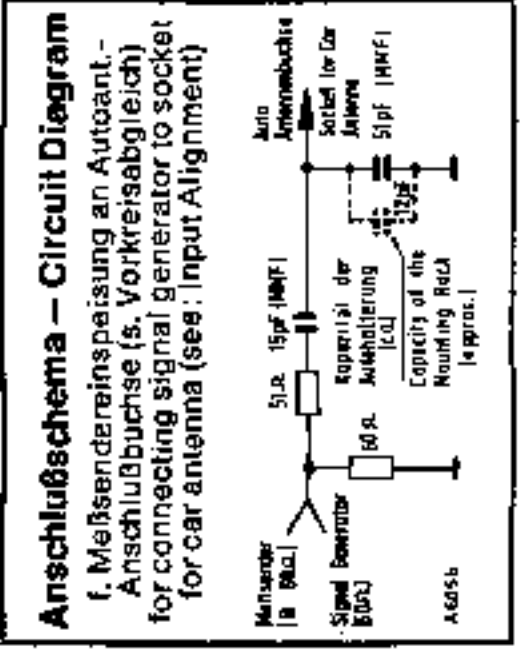 Anschlußschema – Circuit Diagram
f. Meßsendereinspeisung an Autoant.-
Anschlußbuchse (s. Vorkreisabgleich)
for connecting signal generator to socket
for car antenna (see: Input Alignment)
Meßsender
Signal Generator
60Ω
51Ω
15pF (MMF)
Kapazität der
Autohalterung
(ca.)
Capacity of the
Mounting Rack
(approx.)
Auto
Antennenbuchse
Socket for Car
Antenna
51pF (MMF)